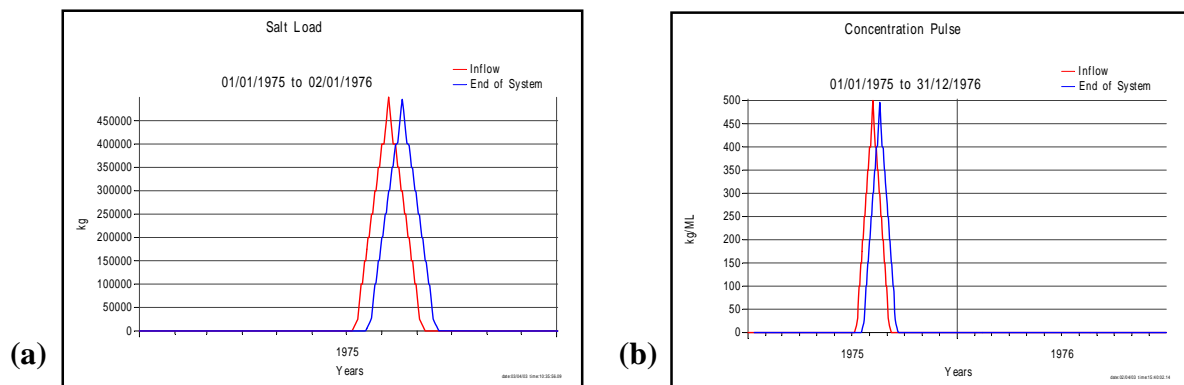 Salt Load
Inflow
End of System
01/01/1975 to 02/01/1976
450000
400000
350000
300000
250000
200000
150000
100000
50000
0
kg
1975
Years
(a)
Concentration Pulse
Inflow
End of System
01/01/1975 to 31/12/1976
500
450
400
350
300
250
200
150
100
50
0
kg/ML
1975
1976
Years
(b)